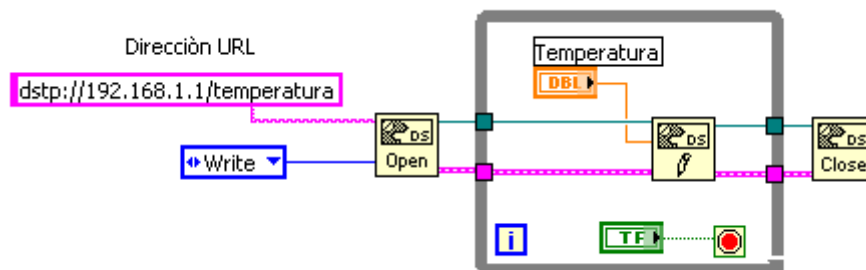 Direcciòn URL
dstp://192.168.1.1/temperatura
Write
DS
Open
Temperatura
DBL
DS
TF
i
DS
Close